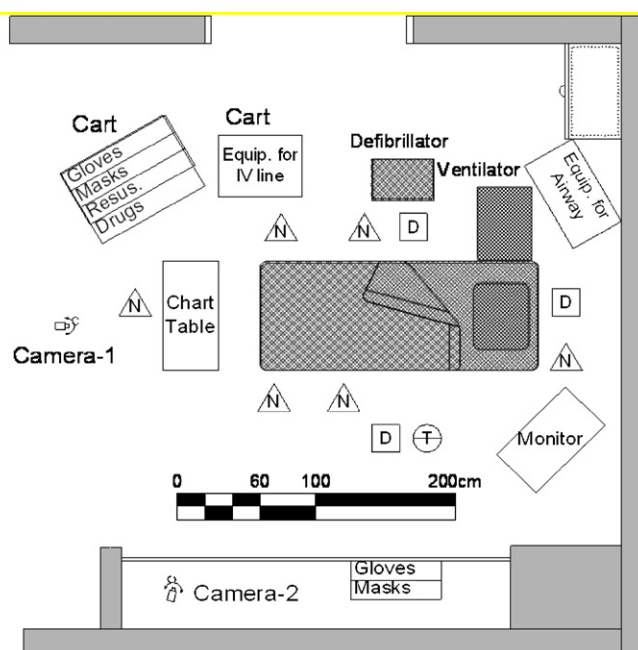 Cart
Cart
Gloves
Masks
Resus.
Drugs
Equip. for
IV line
Defibrillator
Ventilator
Equip. for
Airway
N
N
D
N
Chart
Table
D
Camera-1
N
N
N
D
T
Monitor
0 60 100 200cm
Gloves
Masks
Camera-2